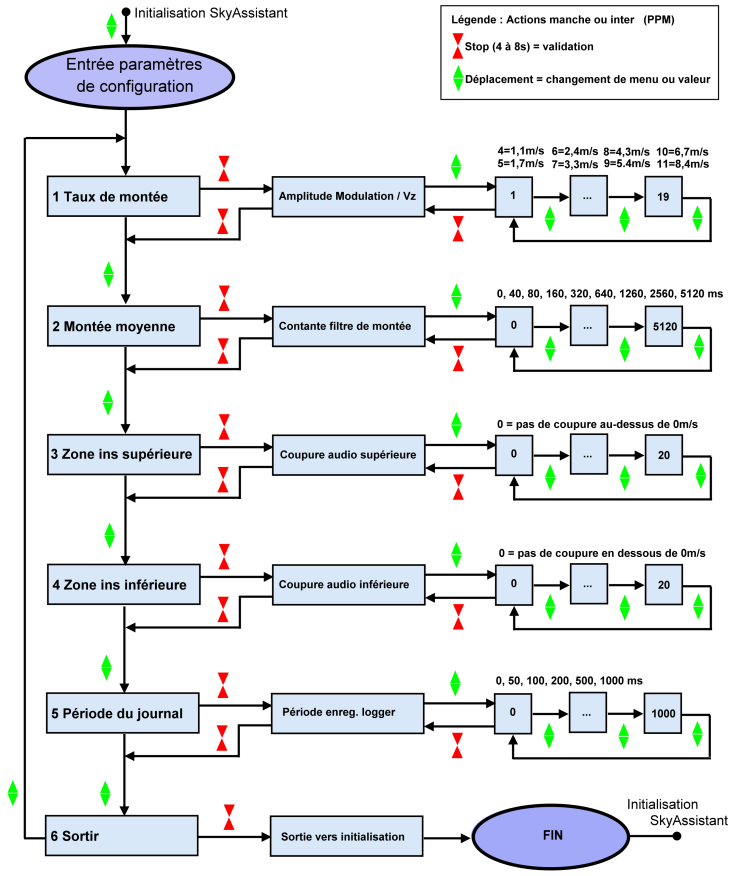 Initialisation SkyAssistant
Légende : Actions manche ou inter (PPM)
Stop (4 à 8s) = validation
Déplacement = changement de menu ou valeur
Entrée paramètres
de configuration
4=1,1m/s 6=2,4m/s 8=4,3m/s 10=6,7m/s
5=1,7m/s 7=3,3m/s 9=5.4m/s 11=8,4m/s
1 Taux de montée
Amplitude Modulation / Vz
1
...
19
0, 40, 80, 160, 320, 640, 1260, 2560, 5120 ms
2 Montée moyenne
Contante filtre de montée
0
...
5120
0 = pas de coupure au-dessus de 0m/s
3 Zone ins supérieure
Coupure audio supérieure
0
...
20
0 = pas de coupure en dessous de 0m/s
4 Zone ins inférieure
Coupure audio inférieure
0
...
20
0, 50, 100, 200, 500, 1000 ms
5 Période du journal
Période enreg. logger
0
...
1000
6 Sortir
Sortie vers initialisation
FIN
Initialisation
SkyAssistant